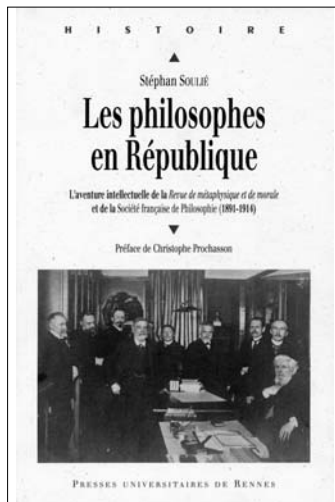 HISTOIRE
Stéphan SOULIÉ
Les philosophes
en République
L'aventure intellectuelle de la Revue de métaphysique et de morale
et de la Société française de Philosophie (1891-1914)
Préface de Christophe Prochasson
PRESSES UNIVERSITAIRES DE RENNES